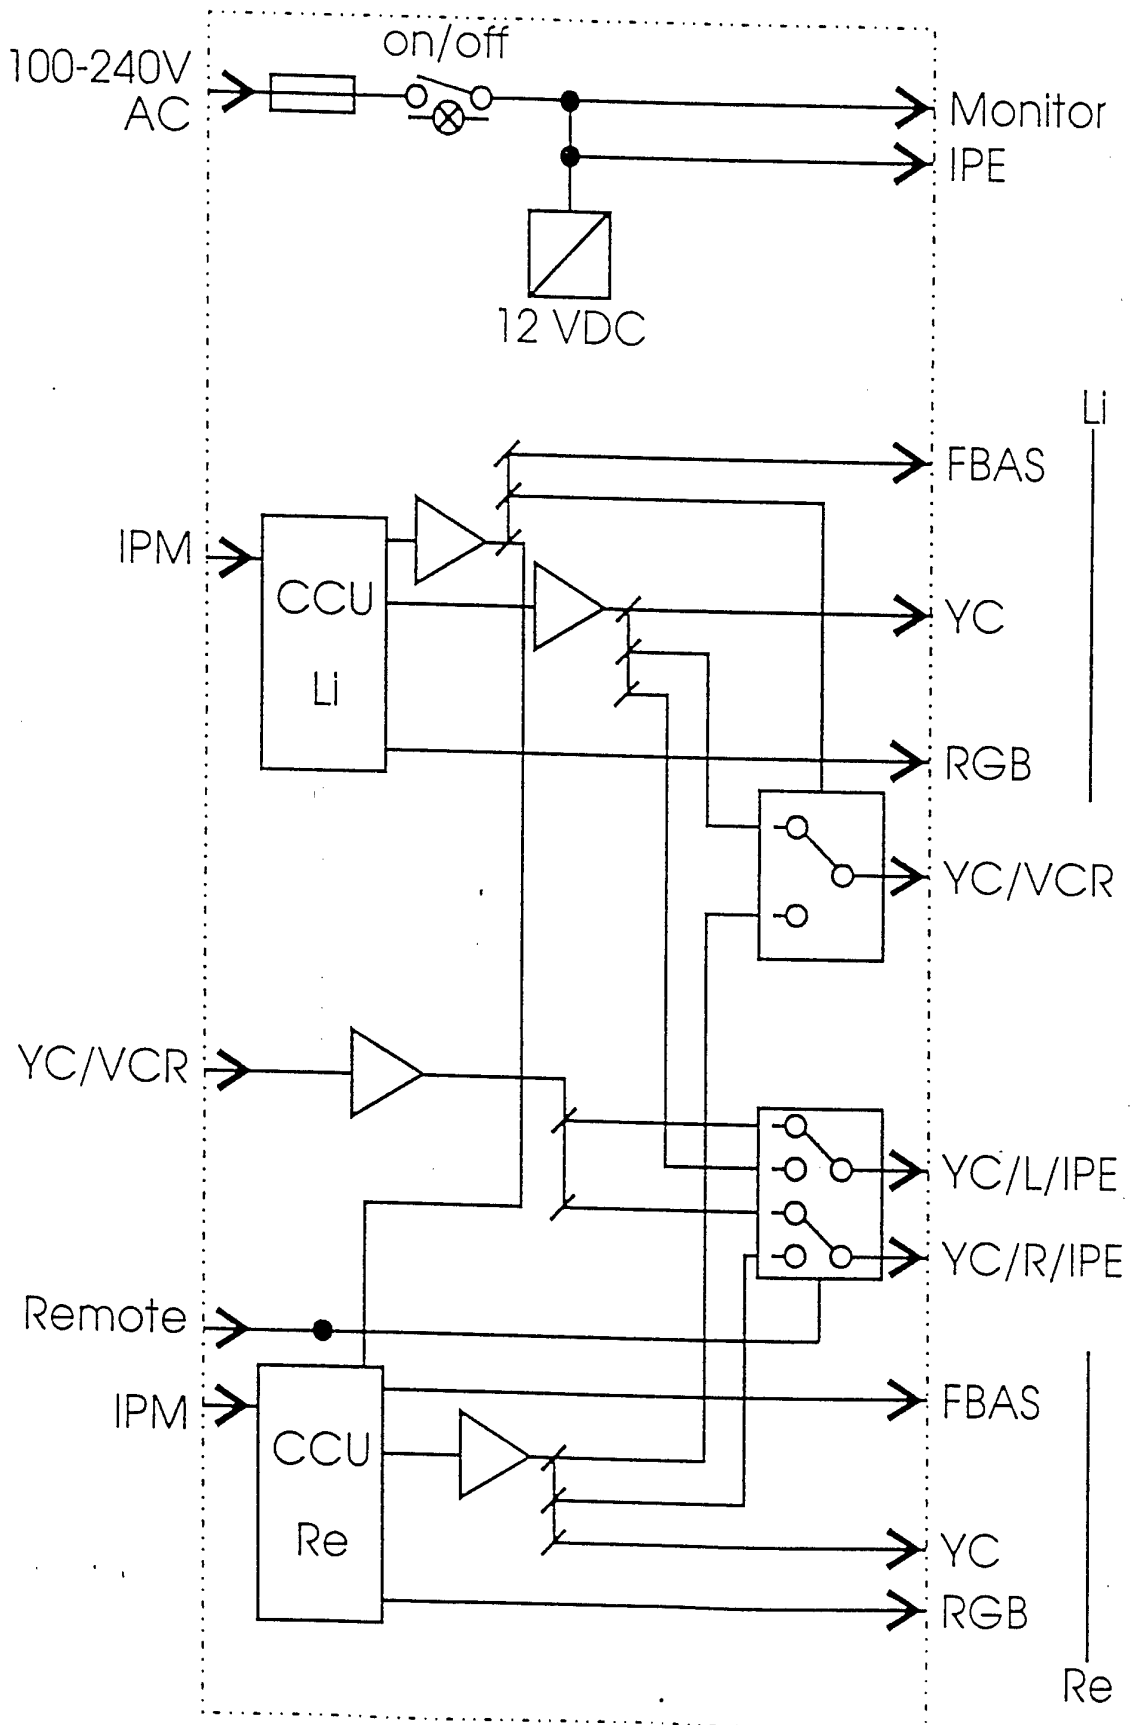 on/off
100-240V
AC
Monitor
IPE
12 VDC
Li
FBAS
IPM
CCU
Li
YC
RGB
YC/VCR
YC/VCR
YC/L/IPE
YC/R/IPE
Remote
IPM
FBAS
CCU
Re
YC
RGB
Re